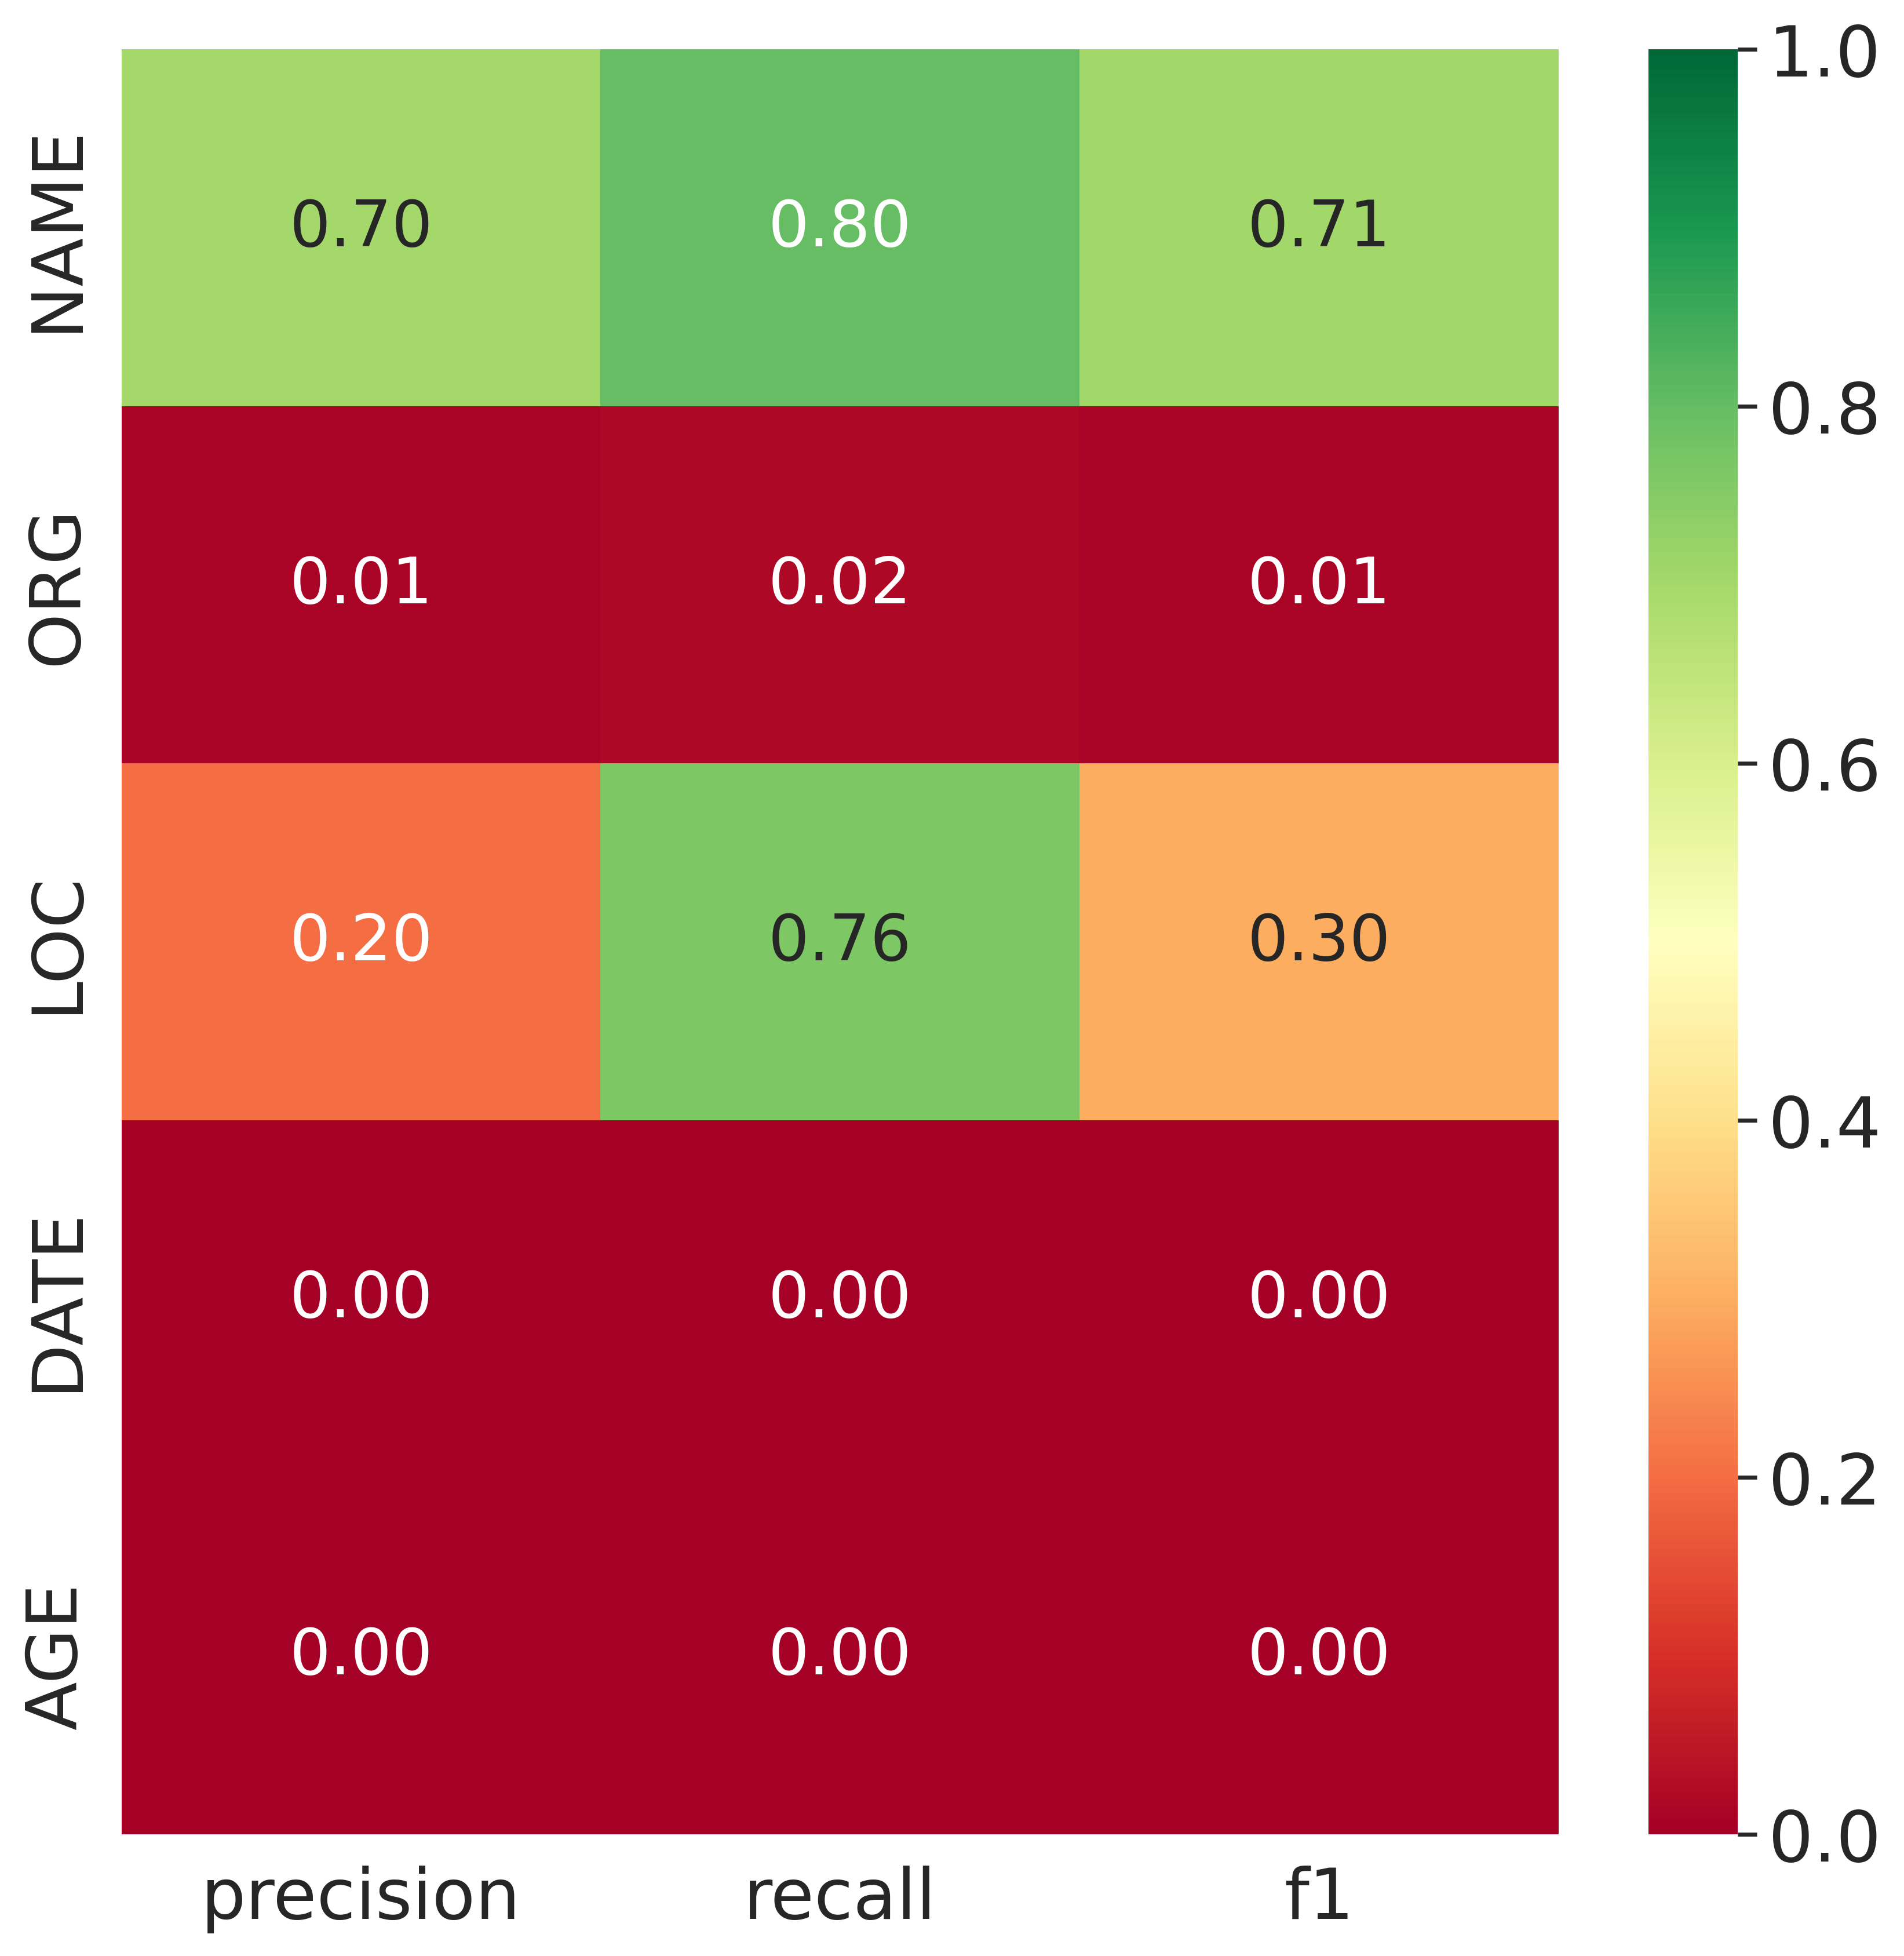 NAME 0.70 0.80 0.71
ORG 0.01 0.02 0.01
LOC 0.20 0.76 0.30
DATE 0.00 0.00 0.00
AGE 0.00 0.00 0.00
precision recall f1
1.0
0.8
0.6
0.4
0.2
0.0